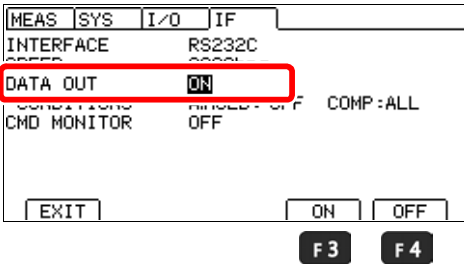 MEAS SYS I/O IF
INTERFACE RS232C
DATA OUT ON
COMP:ALL
CMD MONITOR OFF
EXIT ON OFF
F3 F4